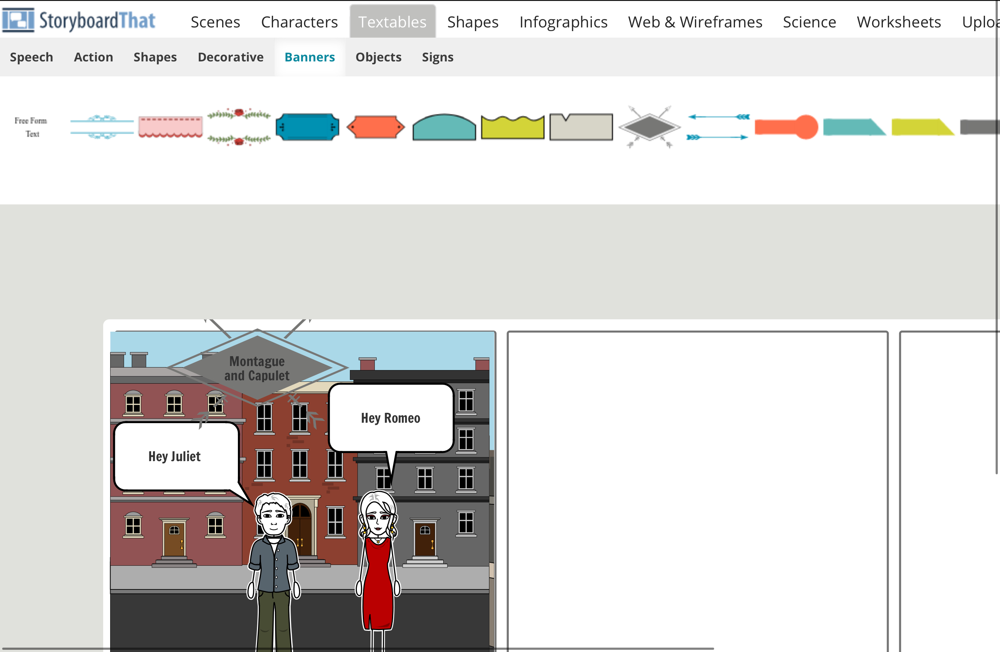 StoryboardThat
Scenes Characters Textables Shapes Infographics Web & Wireframes Science Worksheets
Speech Action Shapes Decorative Banners Objects Signs
Free Form
Text
Montague
and Capulet
Hey Romeo
Hey Juliet